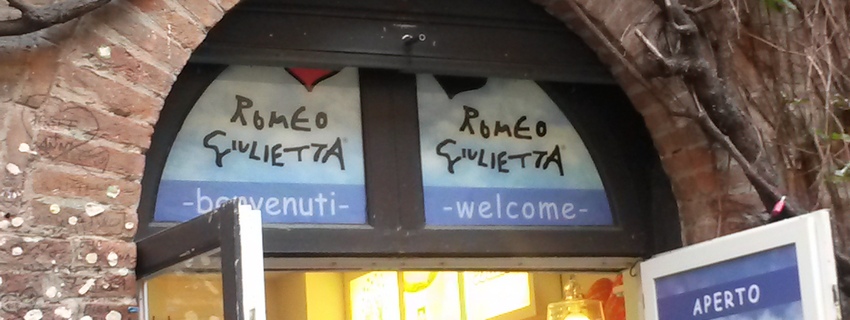 ROMEO
GIULIETTA
-benvenuti-
ROMEO
GIULIETTA
-welcome-
APERTO